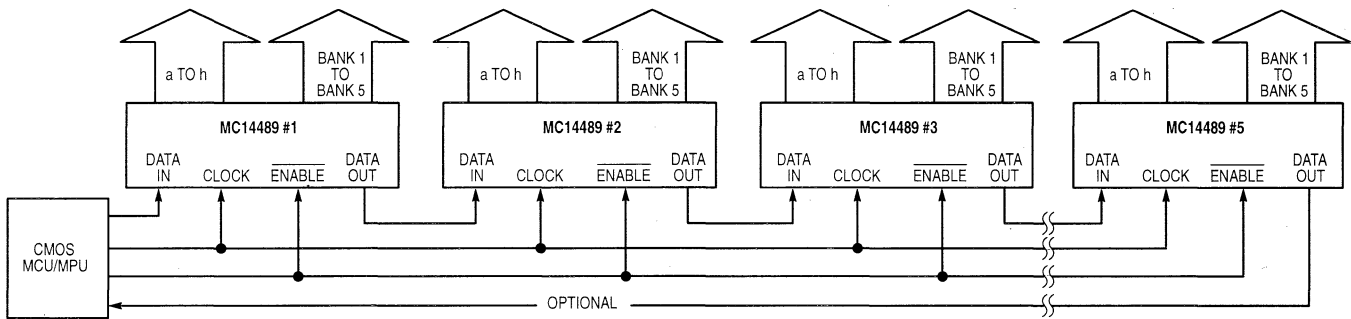 a TO h
BANK 1
TO
BANK 5
a TO h
BANK 1
TO
BANK 5
a TO h
BANK 1
TO
BANK 5
a TO h
BANK 1
TO
BANK 5
MC14489 #1
MC14489 #2
MC14489 #3
MC14489 #5
DATA
IN
CLOCK
ENABLE
DATA
OUT
DATA
IN
CLOCK
ENABLE
DATA
OUT
DATA
IN
CLOCK
ENABLE
DATA
OUT
DATA
IN
CLOCK
ENABLE
DATA
OUT
CMOS
MCU/MPU
OPTIONAL